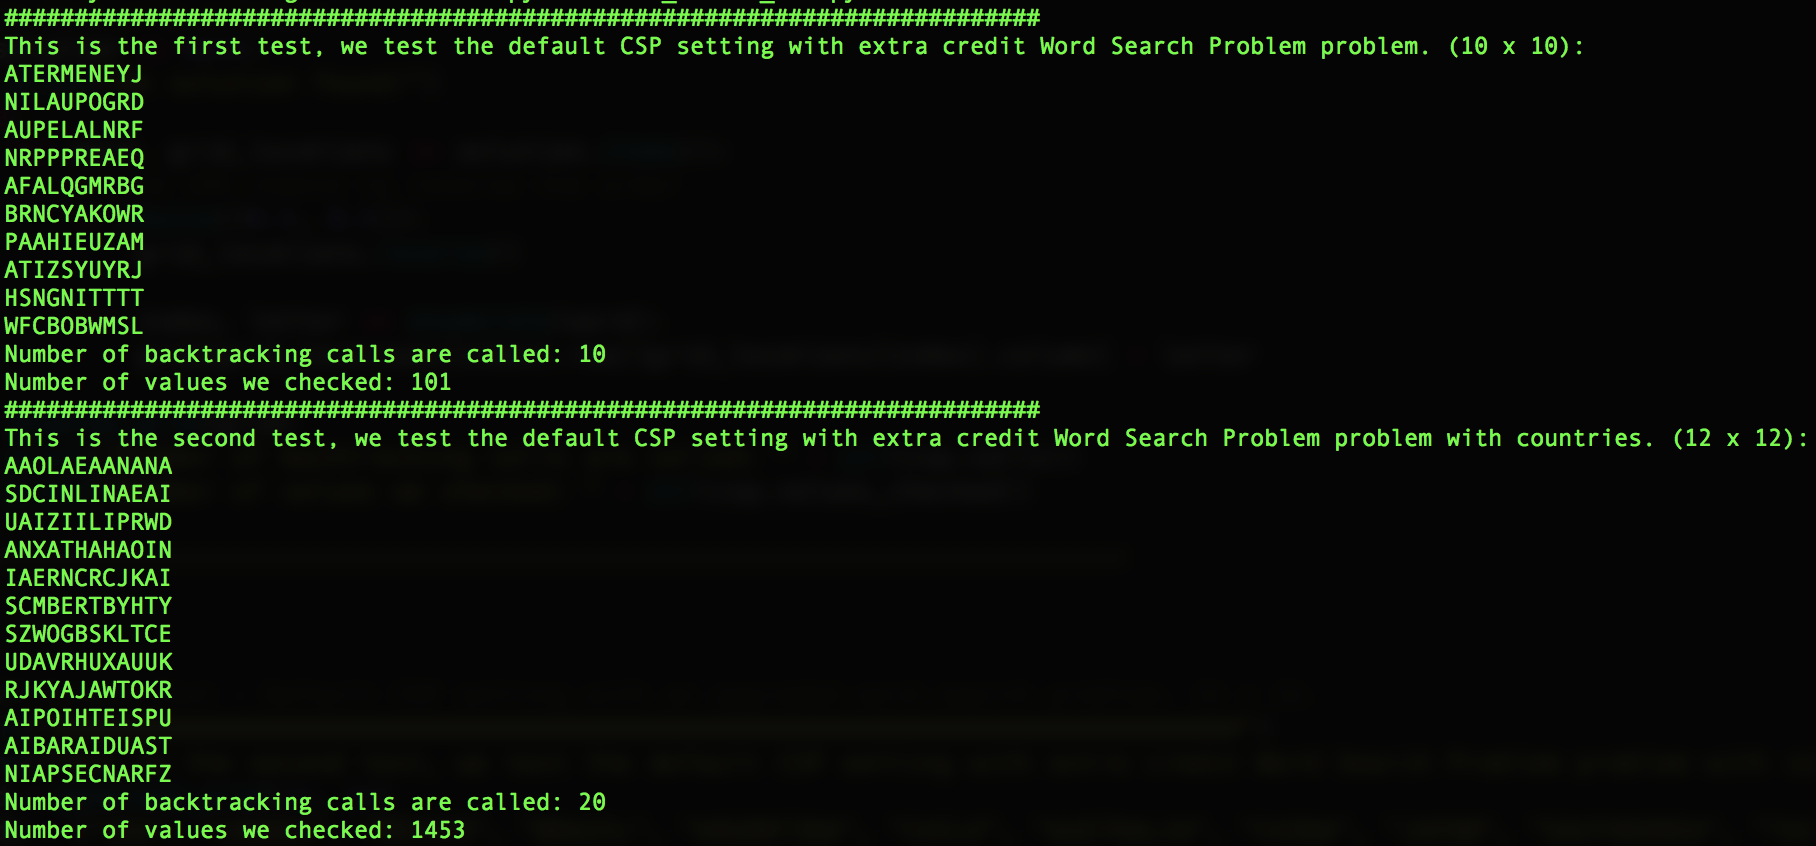 ##########################################################################
This is the first test, we test the default CSP setting with extra credit Word Search Problem problem. (10 x 10):
ATERMENEYJ
NILAUPOGRD
AUPELALNRF
NRPPPREAEQ
AFALQGMRBG
BRNCYAKOWR
PAAHIEUZAM
ATIZSYUYRJ
HSNGNITTTT
WFCBOBWMSL
Number of backtracking calls are called: 10
Number of values we checked: 101
##########################################################################
This is the second test, we test the default CSP setting with extra credit Word Search Problem problem with countries. (12 x 12):
AAOLAEAANANA
SDCINLINAEAI
UAIZIILIPRWD
ANXATHAHAOIN
IAERNCRCJKAI
SCMBERTBYHTY
SZWOGBSKLTCE
UDAVRHUXAUUK
RJKYAJAWTOKR
AIPOIHTEISPU
AIBARAIDUAST
NIAPSECNARFZ
Number of backtracking calls are called: 20
Number of values we checked: 1453